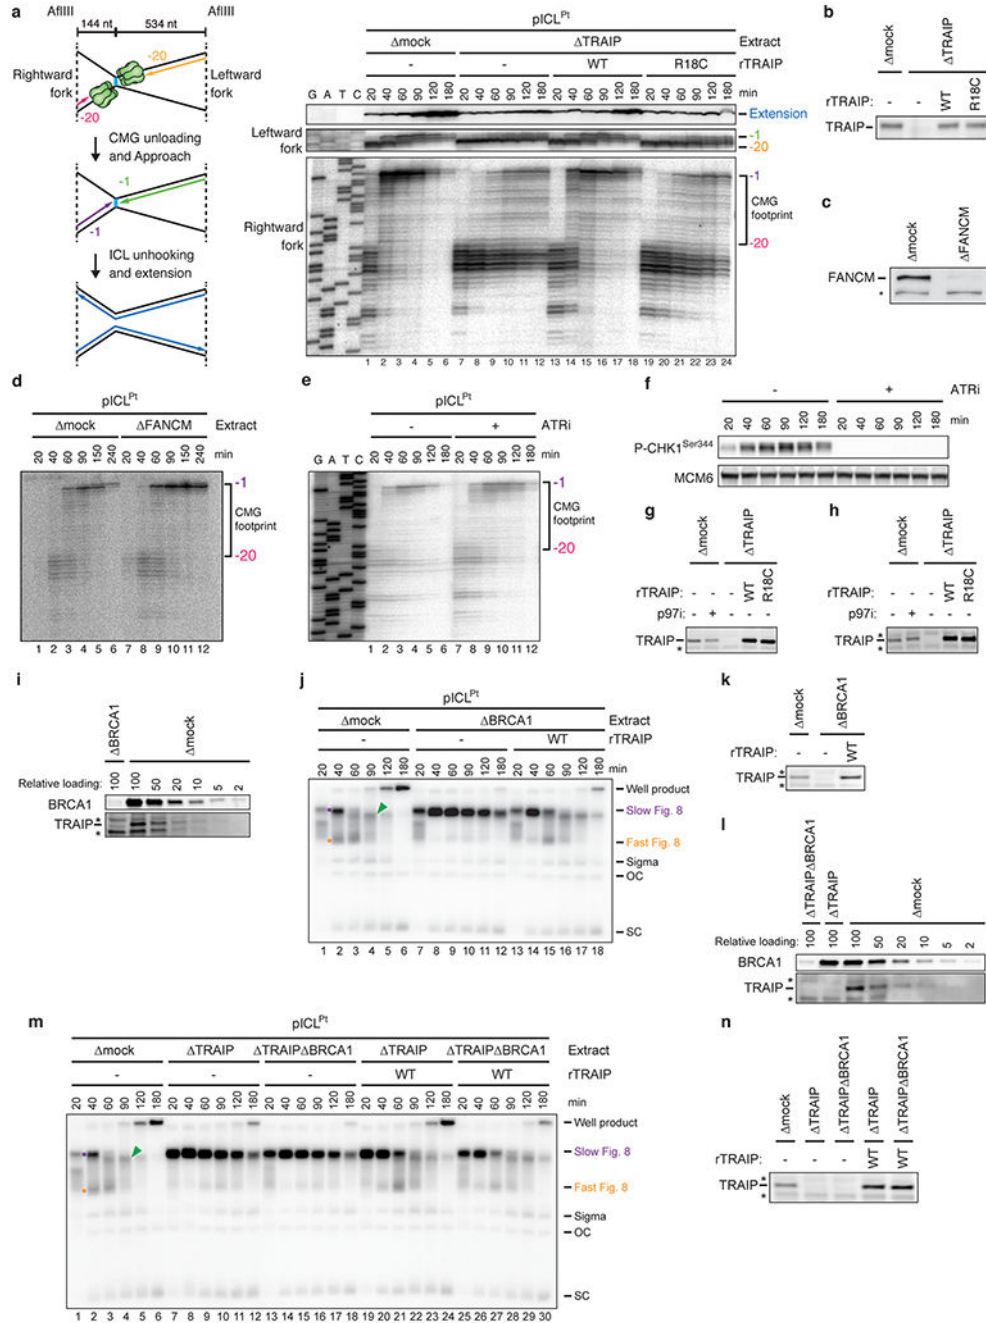 a
AflIII AflIII
144 nt 534 nt
-20
Rightward fork
Leftward fork
-20
CMG unloading and Approach
-1
-1
ICL unhooking and extension
pICL^Pt
Δmock ΔTRAIP Extract
- - WT R18C rTRAIP
20 40 60 90 120 180 20 40 60 90 120 180 20 40 60 90 120 180 20 40 60 90 120 180 min
G A T C
Extension
Leftward fork
-1
-20
Rightward fork
-1
CMG footprint
-20
1 2 3 4 5 6 7 8 9 10 11 12 13 14 15 16 17 18 19 20 21 22 23 24
b
Δmock ΔTRAIP
rTRAIP: - - WT R18C
TRAIP
c
Δmock ΔFANCM
FANCM
*
d
pICL^Pt
Δmock ΔFANCM Extract
20 40 60 90 150 240 20 40 60 90 150 240 min
-1
CMG footprint
-20
1 2 3 4 5 6 7 8 9 10 11 12
e
pICL^Pt
- + ATRi
G A T C 20 40 60 90 120 180 20 40 60 90 120 180 min
-1
CMG footprint
-20
1 2 3 4 5 6 7 8 9 10 11 12
f
- + ATRi
20 40 60 90 120 180 20 40 60 90 120 180 min
P-CHK1^Ser344
MCM6
g
Δmock ΔTRAIP
rTRAIP: - - - WT R18C
p97i: - + - - -
TRAIP
*
h
Δmock ΔTRAIP
rTRAIP: - - - WT R18C
p97i: - + - - -
TRAIP *
*
i
ΔBRCA1 Δmock
Relative loading: 100 100 50 20 10 5 2
BRCA1
TRAIP *
*
j
pICL^Pt
Δmock ΔBRCA1 Extract
- - WT rTRAIP
20 40 60 90 120 180 20 40 60 90 120 180 20 40 60 90 120 180 min
Well product
Slow Fig. 8
Fast Fig. 8
Sigma
OC
SC
1 2 3 4 5 6 7 8 9 10 11 12 13 14 15 16 17 18
k
Δmock ΔBRCA1
rTRAIP: - - WT
TRAIP *
*
l
ΔTRAIPΔBRCA1 ΔTRAIP Δmock
Relative loading: 100 100 100 50 20 10 5 2
BRCA1
*
TRAIP
*
m
pICL^Pt
Δmock ΔTRAIP ΔTRAIPΔBRCA1 ΔTRAIP ΔTRAIPΔBRCA1 Extract
- - - WT WT rTRAIP
20 40 60 90 120 180 20 40 60 90 120 180 20 40 60 90 120 180 20 40 60 90 120 180 20 40 60 90 120 180 min
Well product
Slow Fig. 8
Fast Fig. 8
Sigma
OC
SC
1 2 3 4 5 6 7 8 9 10 11 12 13 14 15 16 17 18 19 20 21 22 23 24 25 26 27 28 29 30
n
Δmock ΔTRAIP ΔTRAIPΔBRCA1 ΔTRAIP ΔTRAIPΔBRCA1
rTRAIP: - - - WT WT
TRAIP *
*